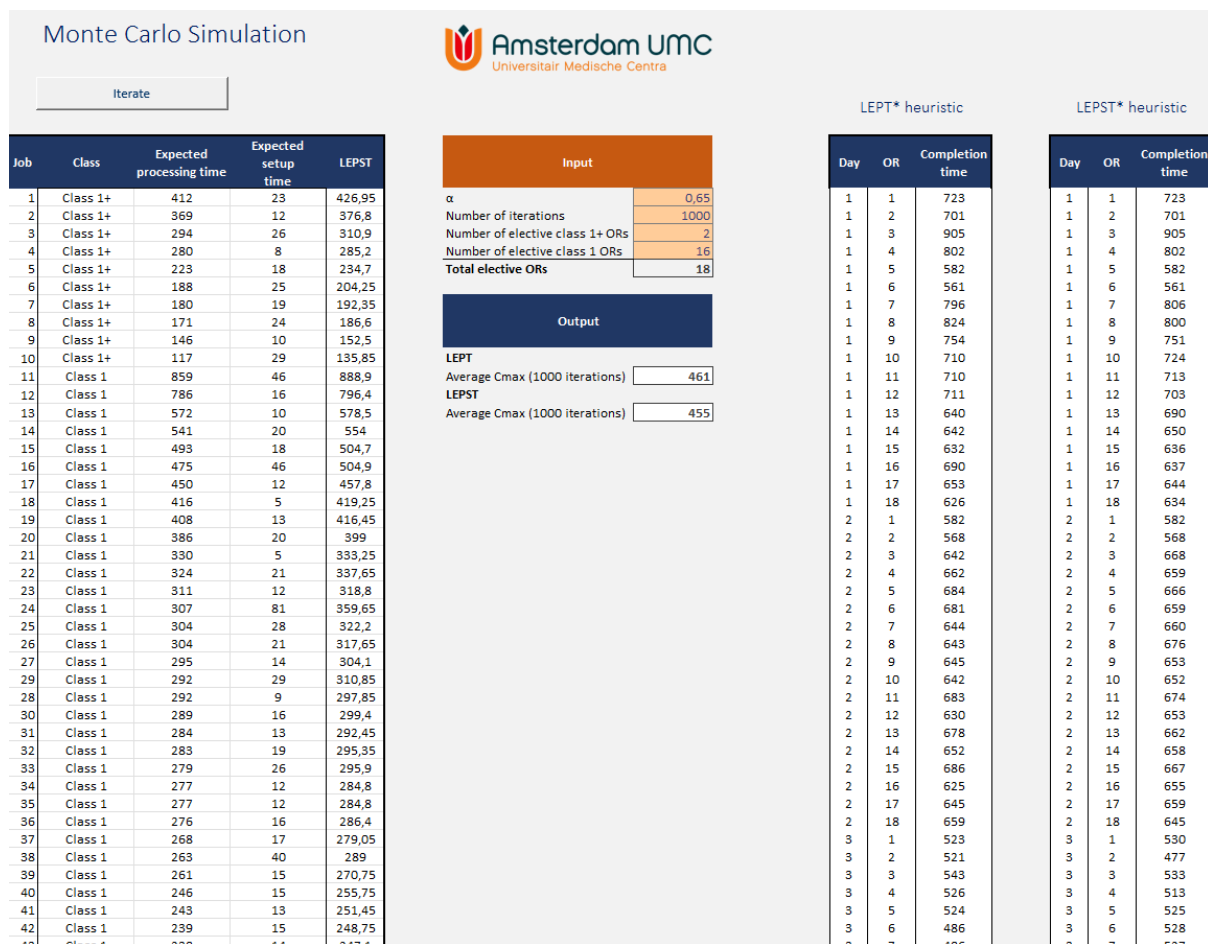 Monte Carlo Simulation
Amsterdam UMC
Universitair Medische Centra
Iterate
LEPT* heuristic
LEPST* heuristic
Job Class Expected processing time Expected setup time LEPST
1 Class 1+ 412 23 426,95
2 Class 1+ 369 12 376,8
3 Class 1+ 294 26 310,9
4 Class 1+ 280 8 285,2
5 Class 1+ 223 18 234,7
6 Class 1+ 188 25 204,25
7 Class 1+ 180 19 192,35
8 Class 1+ 171 24 186,6
9 Class 1+ 146 10 152,5
10 Class 1+ 117 29 135,85
11 Class 1 859 46 888,9
12 Class 1 786 16 796,4
13 Class 1 572 10 578,5
14 Class 1 541 20 554
15 Class 1 493 18 504,7
16 Class 1 475 46 504,9
17 Class 1 450 12 457,8
18 Class 1 416 5 419,25
19 Class 1 408 13 416,45
20 Class 1 386 20 399
21 Class 1 330 5 333,25
22 Class 1 324 21 337,65
23 Class 1 311 12 318,8
24 Class 1 307 81 359,65
25 Class 1 304 28 322,2
26 Class 1 304 21 317,65
27 Class 1 295 14 304,1
29 Class 1 292 29 310,85
28 Class 1 292 9 297,85
30 Class 1 289 16 299,4
31 Class 1 284 13 292,45
32 Class 1 283 19 295,35
33 Class 1 279 26 295,9
34 Class 1 277 12 284,8
35 Class 1 277 12 284,8
36 Class 1 276 16 286,4
37 Class 1 268 17 279,05
38 Class 1 263 40 289
39 Class 1 261 15 270,75
40 Class 1 246 15 255,75
41 Class 1 243 13 251,45
42 Class 1 239 15 248,75
Input
α 0,65
Number of iterations 1000
Number of elective class 1+ ORs 2
Number of elective class 1 ORs 16
Total elective ORs 18
Output
LEPT
Average Cmax (1000 iterations) 461
LEPST
Average Cmax (1000 iterations) 455
Day OR Completion time
1 1 723
1 2 701
1 3 905
1 4 802
1 5 582
1 6 561
1 7 796
1 8 824
1 9 754
1 10 710
1 11 710
1 12 711
1 13 640
1 14 642
1 15 632
1 16 690
1 17 653
1 18 626
2 1 582
2 2 568
2 3 642
2 4 662
2 5 684
2 6 681
2 7 644
2 8 643
2 9 645
2 10 642
2 11 683
2 12 630
2 13 678
2 14 652
2 15 686
2 16 625
2 17 645
2 18 659
3 1 523
3 2 521
3 3 543
3 4 526
3 5 524
3 6 486
Day OR Completion time
1 1 723
1 2 701
1 3 905
1 4 802
1 5 582
1 6 561
1 7 806
1 8 800
1 9 751
1 10 724
1 11 713
1 12 703
1 13 690
1 14 650
1 15 636
1 16 637
1 17 644
1 18 634
2 1 582
2 2 568
2 3 668
2 4 659
2 5 666
2 6 659
2 7 660
2 8 676
2 9 653
2 10 652
2 11 674
2 12 653
2 13 662
2 14 658
2 15 667
2 16 655
2 17 659
2 18 645
3 1 530
3 2 477
3 3 533
3 4 513
3 5 525
3 6 528